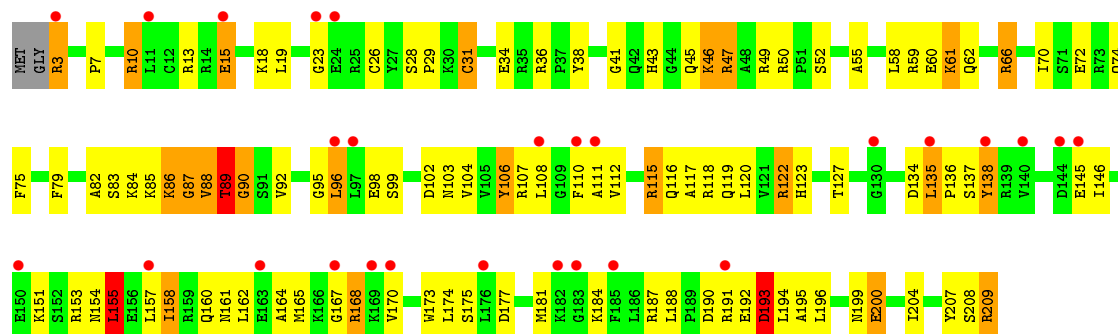 MET GLY R3 P7 R10 L11 C12 R13 R14 E15 K18 L19 G23 E24 R25 C26 Y27 S28 P29 K30 C31 E34 R35 R36 P37 Y38 G41 Q42 H43 G44 Q45 K46 R47 A48 R49 R50 P51 S52 A55 L58 R59 E60 K61 Q62 R66 I70 S71 E72 R73 Q74
F75 F79 A82 S83 K84 K85 K86 G87 V88 T89 G90 S91 V92 G95 L96 L97 E98 S99 D102 N103 V104 V105 Y106 R107 L108 G109 F110 A111 V112 R115 Q116 A117 R118 Q119 L120 V121 R122 H123 T127 G130 D134 L135 P136 S137 Y138 R139 V140 D144 E145 I146
E150 K151 S152 R153 N154 L155 E156 L157 I158 R159 Q160 N161 L162 E163 A164 M165 K166 G167 R168 K169 V170 W173 L174 S175 L176 D177 M181 K182 G183 K184 F185 L186 R187 L188 P189 D190 R191 E192 D193 L194 A195 L196 N199 E200 I204 Y207 S208 R209